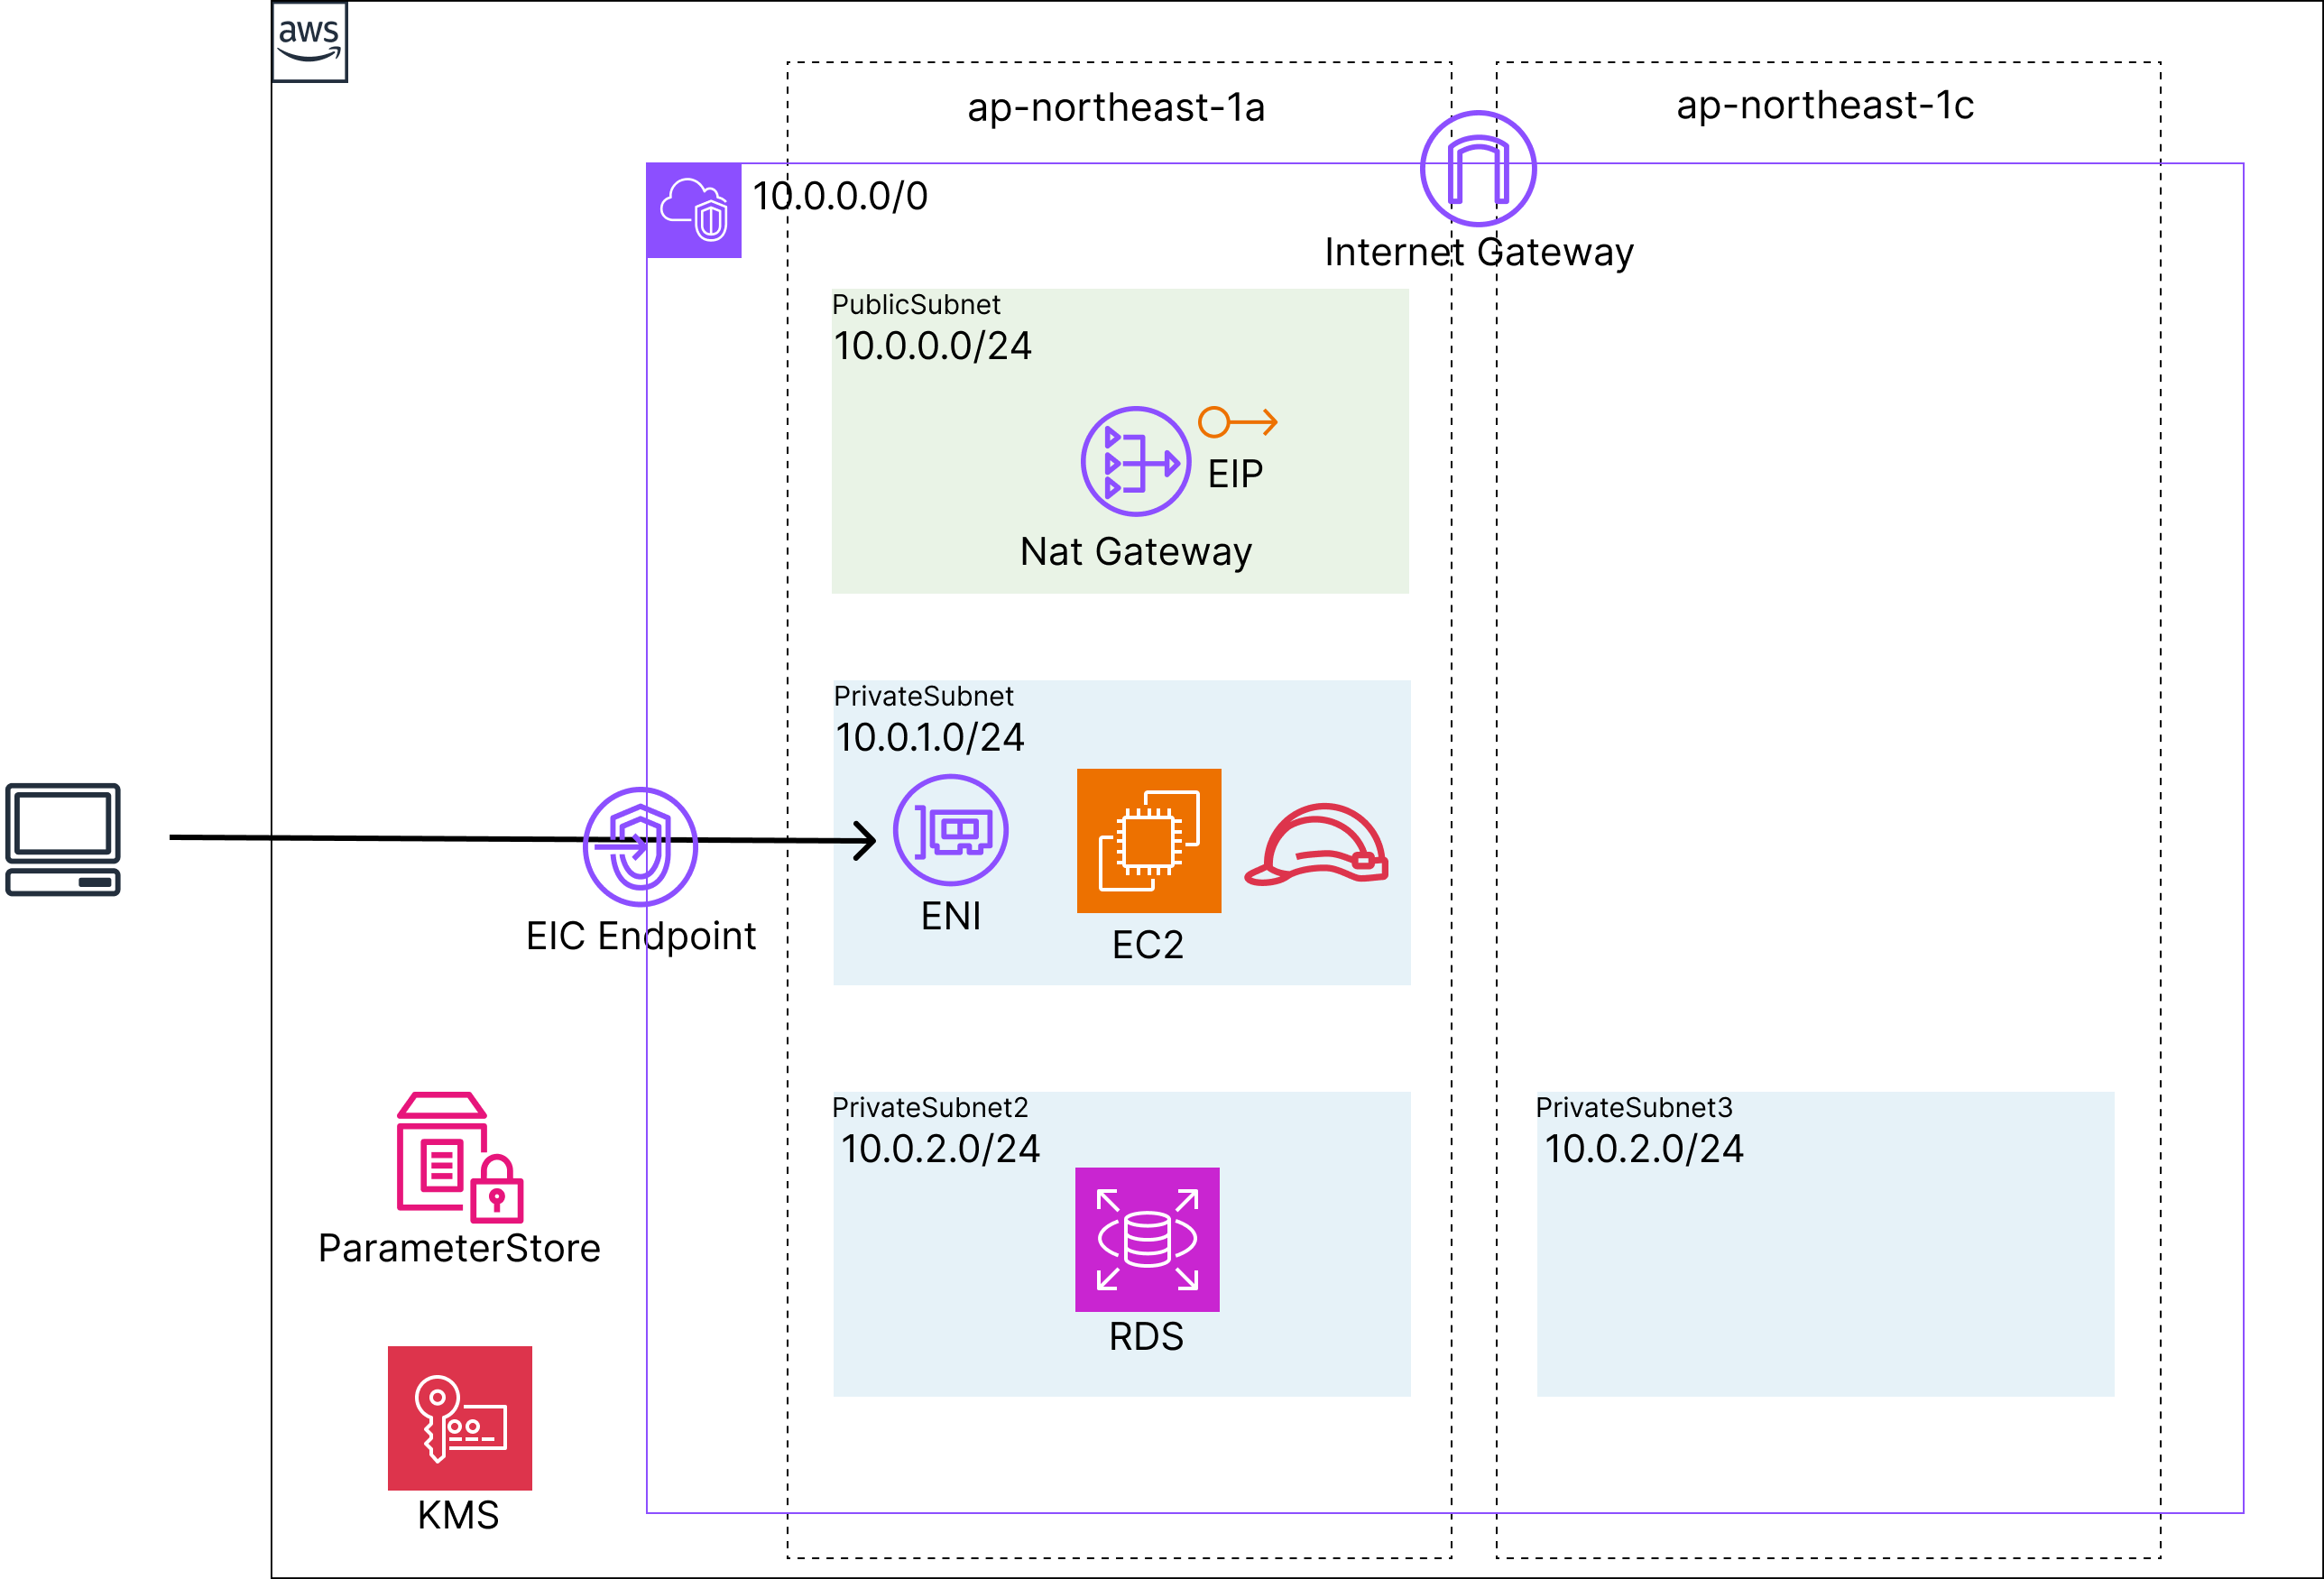 aws
ap-northeast-1a
ap-northeast-1c
10.0.0.0/0
Internet Gateway
PublicSubnet
10.0.0.0/24
EIP
Nat Gateway
PrivateSubnet
10.0.1.0/24
ENI
EC2
EIC Endpoint
PrivateSubnet2
10.0.2.0/24
PrivateSubnet3
10.0.2.0/24
ParameterStore
RDS
KMS